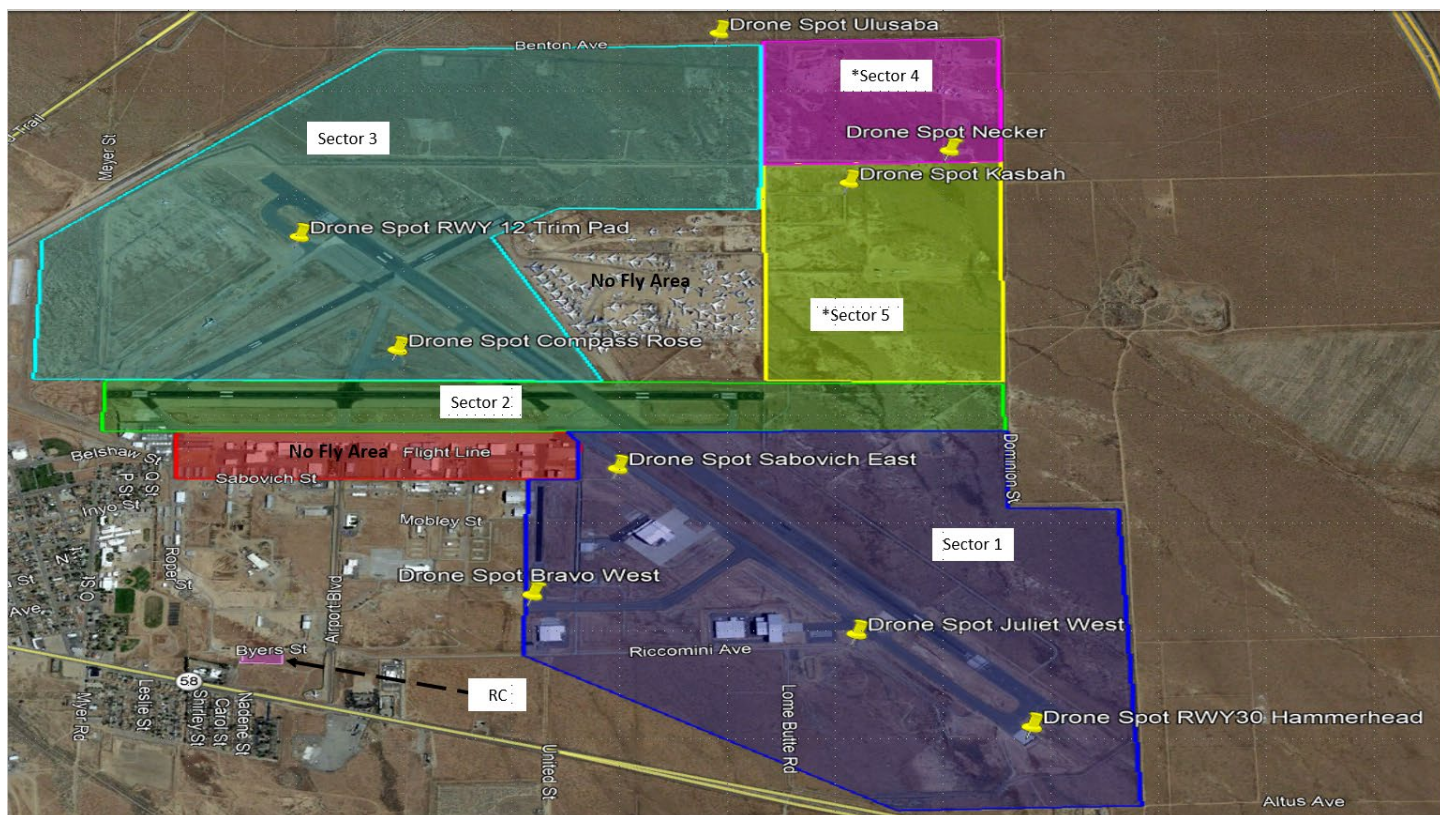 Drone Spot Ulusaba
Benton Ave
*Sector 4
Sector 3
Drone Spot Necker
Meyer St
Drone Spot Kasbah
Drone Spot RWY 12 Trim Pad
No Fly Area
*Sector 5
Drone Spot Compass Rose
Sector 2
No Fly Area
Flight Line
Belshaw St
Sabovich St
Drone Spot Sabovich East
Dominion St
O St
P St
Inyo St
Mobley St
Sector 1
Rope St
Airport Blvd
Drone Spot Bravo West
Drone Spot Juliet West
Byers St
Riccomini Ave
58
RC
Myer Rd
Leslie St
Shirley St
Carol St
Nadene St
United St
Lome Butte Rd
Drone Spot RWY30 Hammerhead
Altus Ave